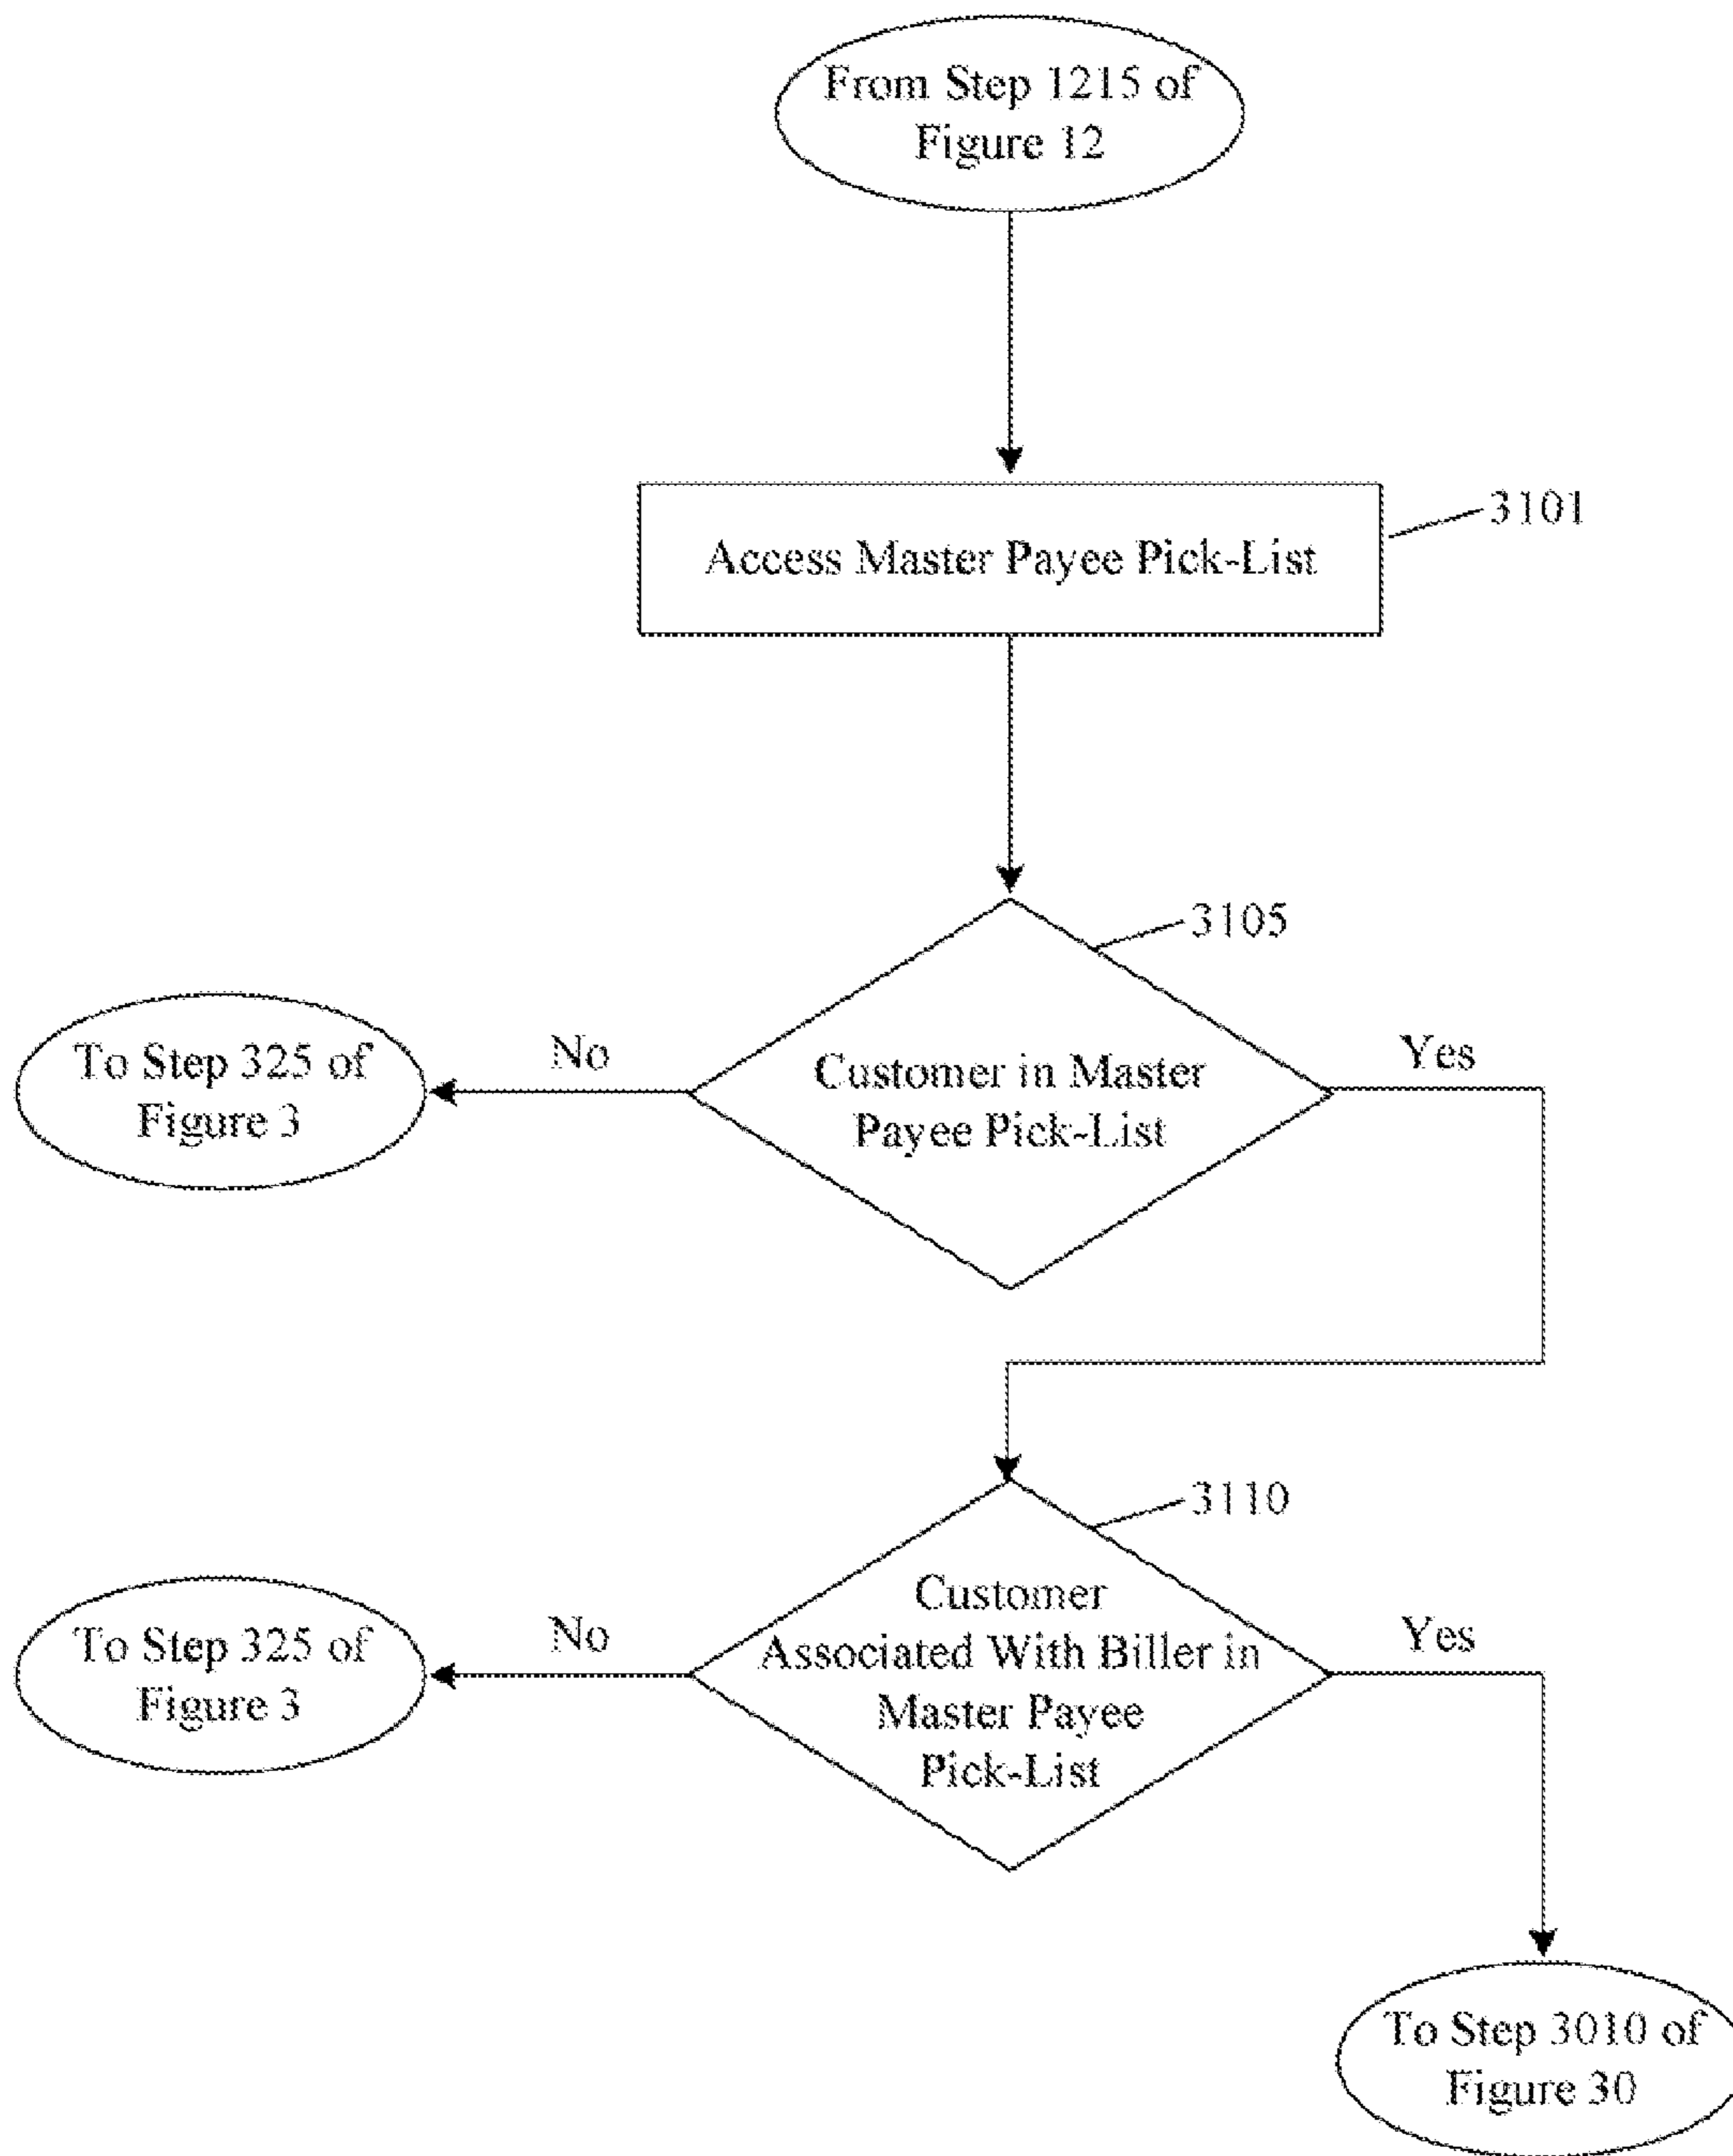 From Step 1215 of
Figure 12
3101
Access Master Payee Pick-List
3105
Customer in Master
Payee Pick-List
No
Yes
To Step 325 of
Figure 3
3110
Customer
Associated With Biller in
Master Payee
Pick-List
No
Yes
To Step 325 of
Figure 3
To Step 3010 of
Figure 30